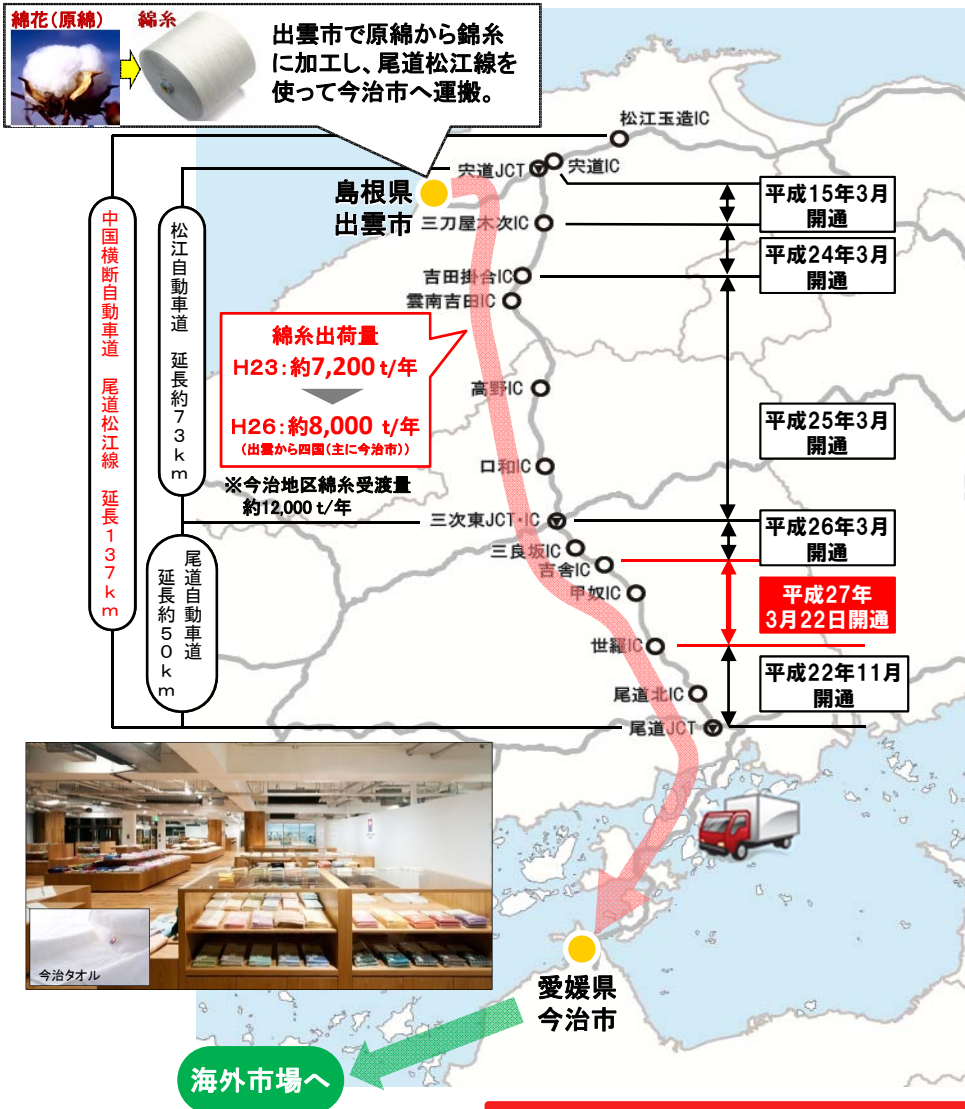 綿花(原綿)
綿糸
出雲市で原綿から錦糸
に加工し、尾道松江線を
使って今治市へ運搬。
松江玉造IC
宍道JCT
宍道IC
島根県
出雲市
三刀屋木次IC
吉田掛合IC
雲南吉田IC
高野IC
口和IC
三次東JCT・IC
三良坂IC
吉舎IC
甲奴IC
世羅IC
尾道北IC
尾道JCT
平成15年3月
開通
平成24年3月
開通
平成25年3月
開通
平成26年3月
開通
平成27年
3月22日開通
平成22年11月
開通
中国横断自動車道 尾道松江線 延長137km
松江自動車道 延長約73km
尾道自動車道
延長約50km
綿糸出荷量
H23:約7,200 t/年
H26:約8,000 t/年
(出雲から四国(主に今治市))
※今治地区綿糸受渡量
約12,000 t/年
今治タオル
愛媛県
今治市
海外市場へ